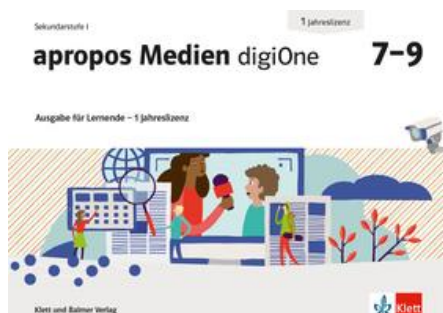 Sekundarstufe I
1 Jahreslizenz
apropos Medien digiOne 7–9
Ausgabe für Lernende – 1 Jahreslizenz
Klett und Balmer Verlag
Klett